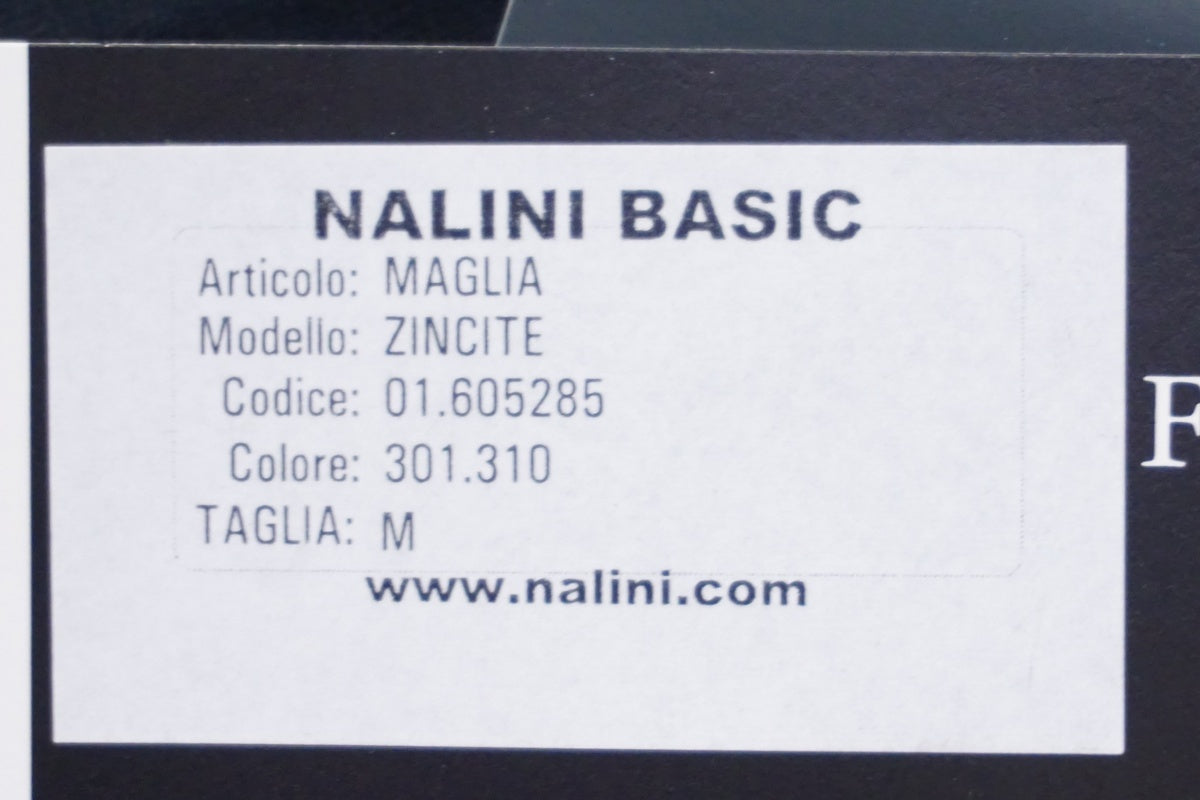 NALINI BASIC
Articolo: MAGLIA
Modello: ZINCITE
Codice: 01.605285
Colore: 301.310
TAGLIA: M
www.nalini.com